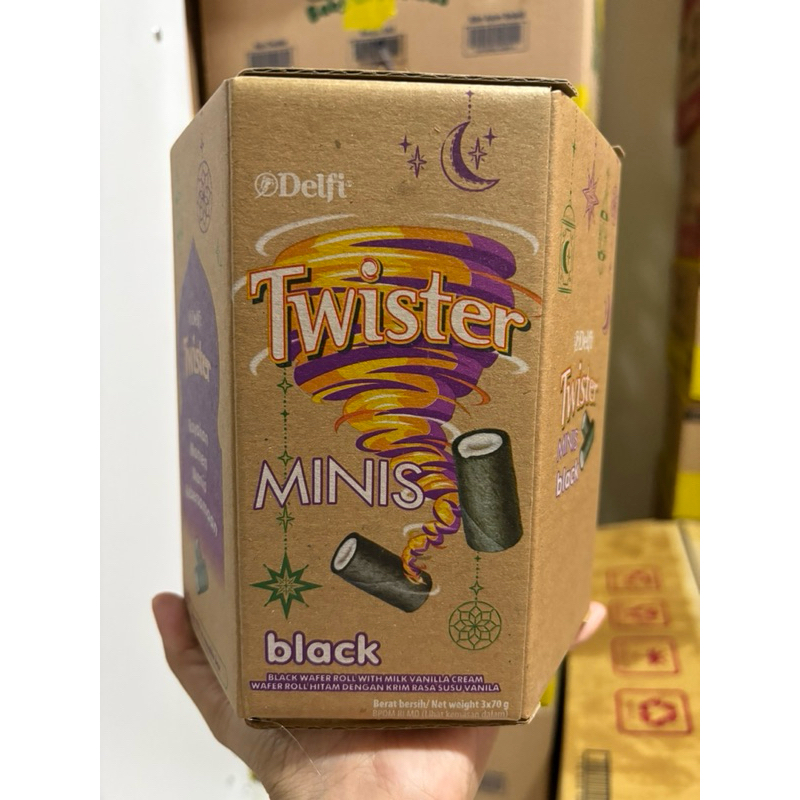 Delfi
Twister
MINIS
black
BLACK WAFER ROLL WITH MILK VANILLA CREAM
WAFER ROLL HITAM DENGAN KRIM RASA SUSU VANILA
Berat bersih/ Net weight 3x70 g
Delfi
Twister
MINIS
black
Twister